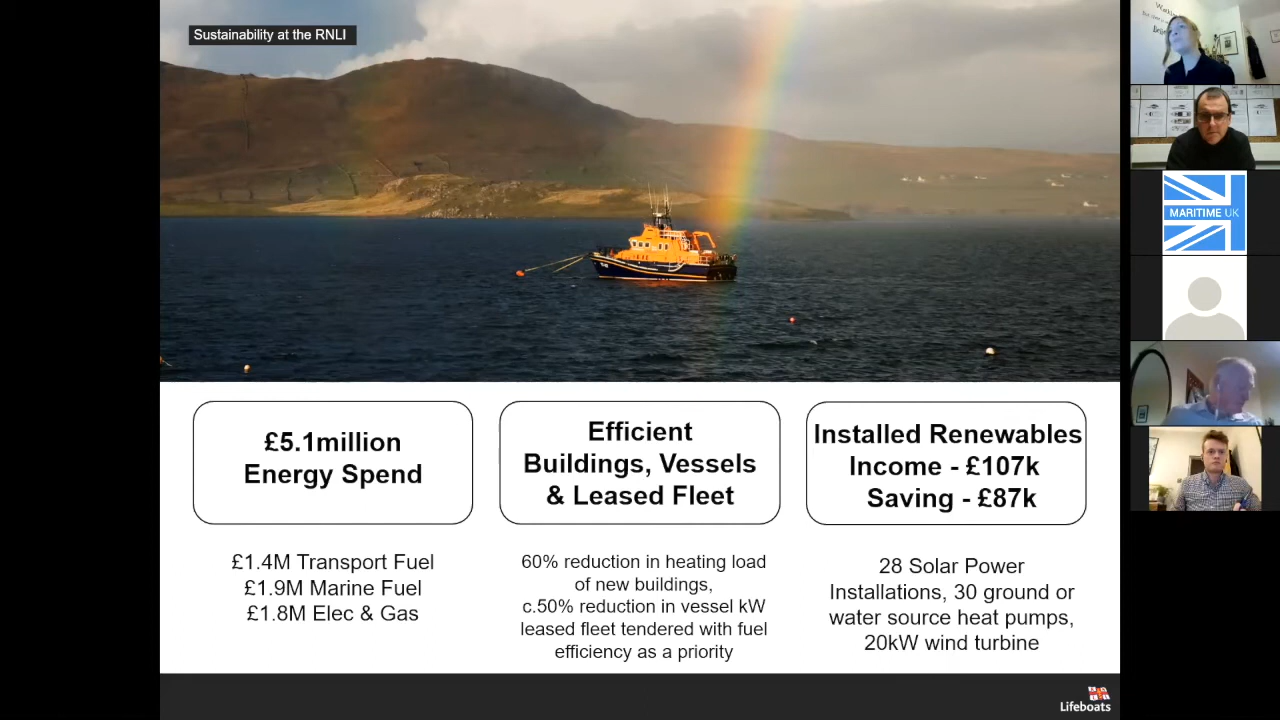 Sustainability at the RNLI
£5.1million
Energy Spend
£1.4M Transport Fuel
£1.9M Marine Fuel
£1.8M Elec & Gas
Efficient
Buildings, Vessels
& Leased Fleet
60% reduction in heating load
of new buildings,
c.50% reduction in vessel kW
leased fleet tendered with fuel
efficiency as a priority
Installed Renewables
Income - £107k
Saving - £87k
28 Solar Power
Installations, 30 ground or
water source heat pumps,
20kW wind turbine
Lifeboats
MARITIME UK